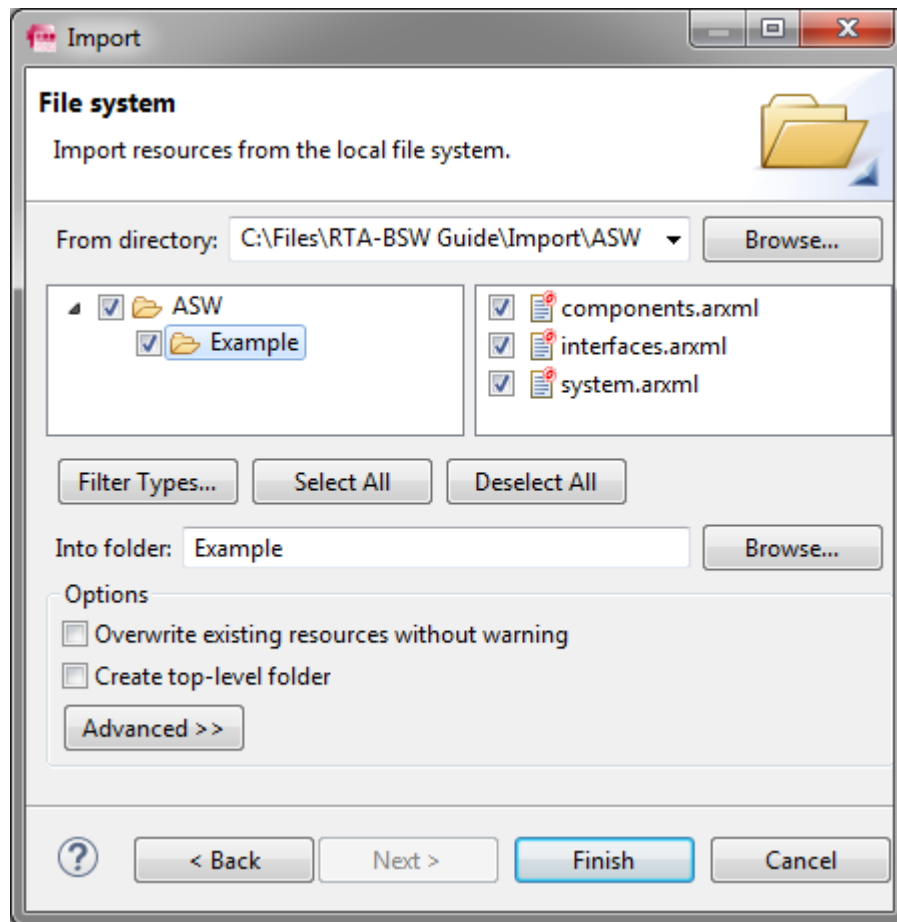 Import
File system
Import resources from the local file system.
From directory: C:\Files\RTA-BSW Guide\Import\ASW Browse...
ASW components.arxml
Example interfaces.arxml
system.arxml
Filter Types... Select All Deselect All
Into folder: Example Browse...
Options
Overwrite existing resources without warning
Create top-level folder
Advanced >>
? < Back Next > Finish Cancel